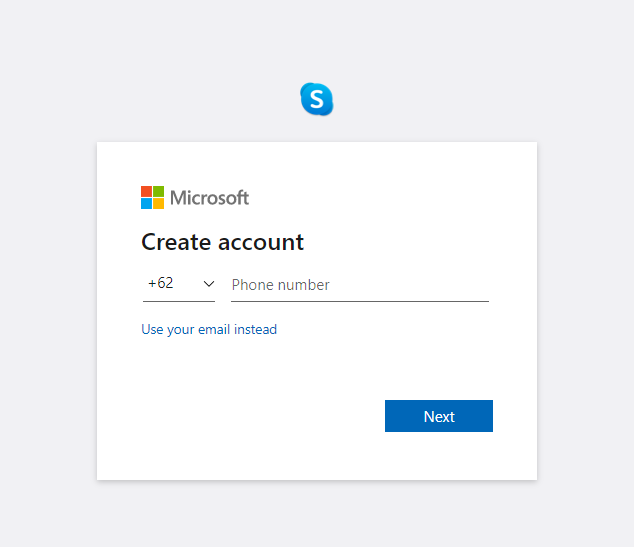 S
Microsoft
Create account
+62 Phone number
Use your email instead
Next